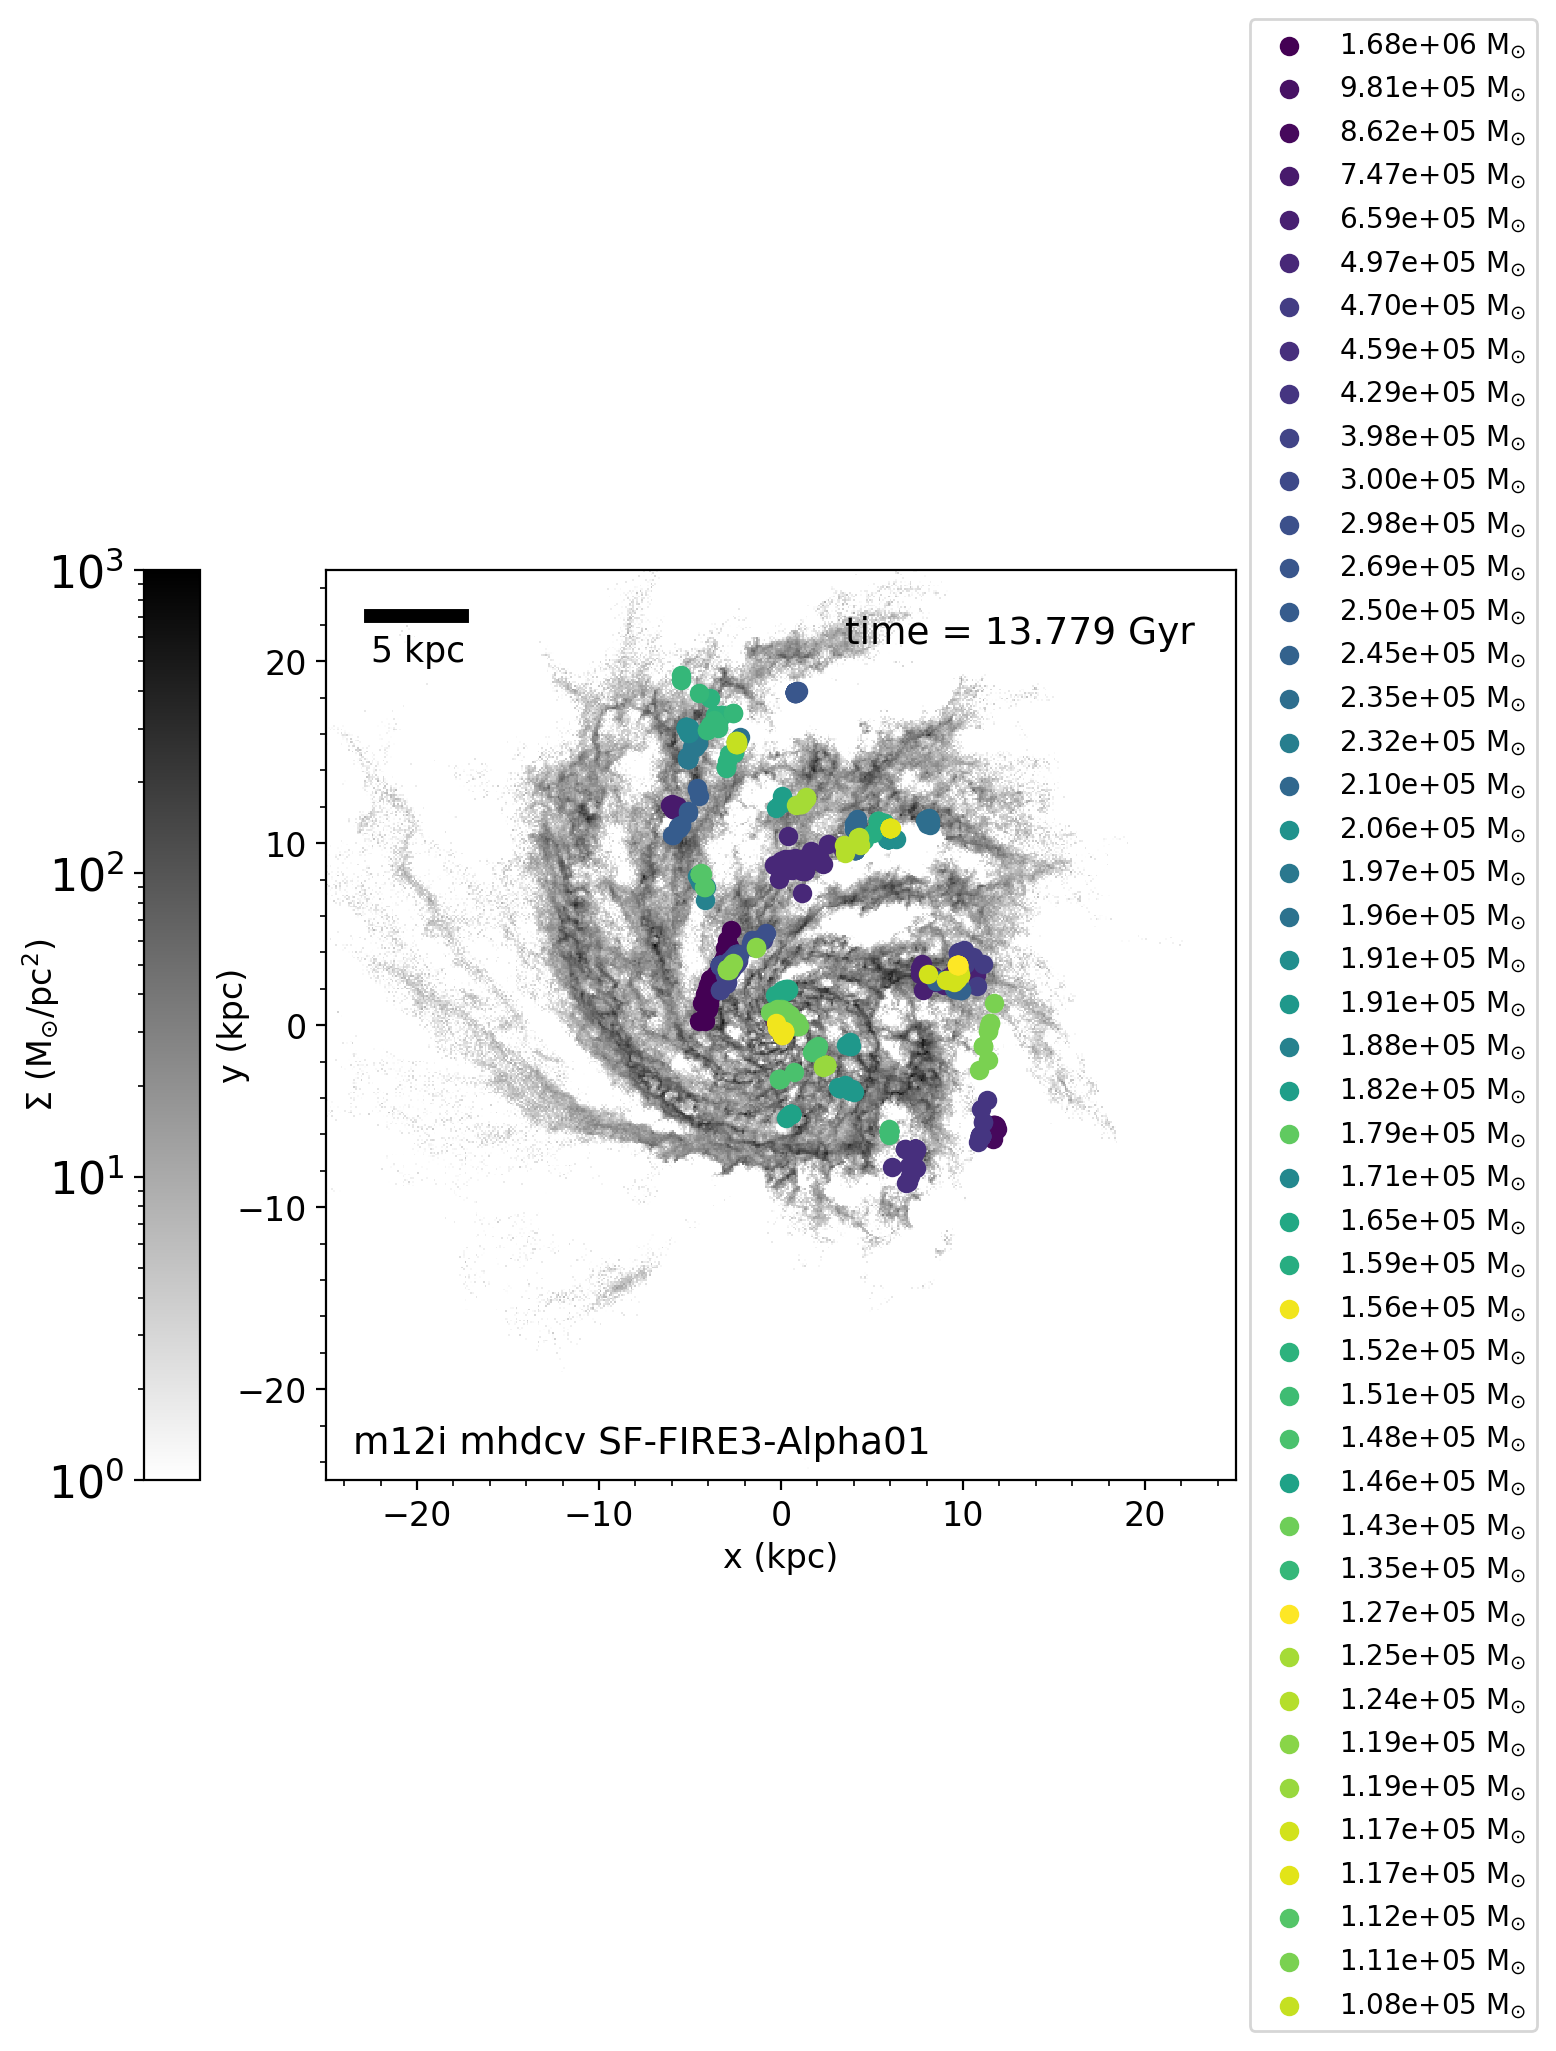 1.68e+06 M⊙
9.81e+05 M⊙
8.62e+05 M⊙
7.47e+05 M⊙
6.59e+05 M⊙
4.97e+05 M⊙
4.70e+05 M⊙
4.59e+05 M⊙
4.29e+05 M⊙
3.98e+05 M⊙
3.00e+05 M⊙
2.98e+05 M⊙
2.69e+05 M⊙
2.50e+05 M⊙
2.45e+05 M⊙
2.35e+05 M⊙
2.32e+05 M⊙
2.10e+05 M⊙
2.06e+05 M⊙
1.97e+05 M⊙
1.96e+05 M⊙
1.91e+05 M⊙
1.91e+05 M⊙
1.88e+05 M⊙
1.82e+05 M⊙
1.79e+05 M⊙
1.71e+05 M⊙
1.65e+05 M⊙
1.59e+05 M⊙
1.56e+05 M⊙
1.52e+05 M⊙
1.51e+05 M⊙
1.48e+05 M⊙
1.46e+05 M⊙
1.43e+05 M⊙
1.35e+05 M⊙
1.27e+05 M⊙
1.25e+05 M⊙
1.24e+05 M⊙
1.19e+05 M⊙
1.19e+05 M⊙
1.17e+05 M⊙
1.17e+05 M⊙
1.12e+05 M⊙
1.11e+05 M⊙
1.08e+05 M⊙
10³
10²
10¹
10⁰
Σ (M⊙/pc²)
20
10
0
−10
−20
y (kpc)
5 kpc
time = 13.779 Gyr
m12i mhdcv SF-FIRE3-Alpha01
−20
−10
0
10
20
x (kpc)